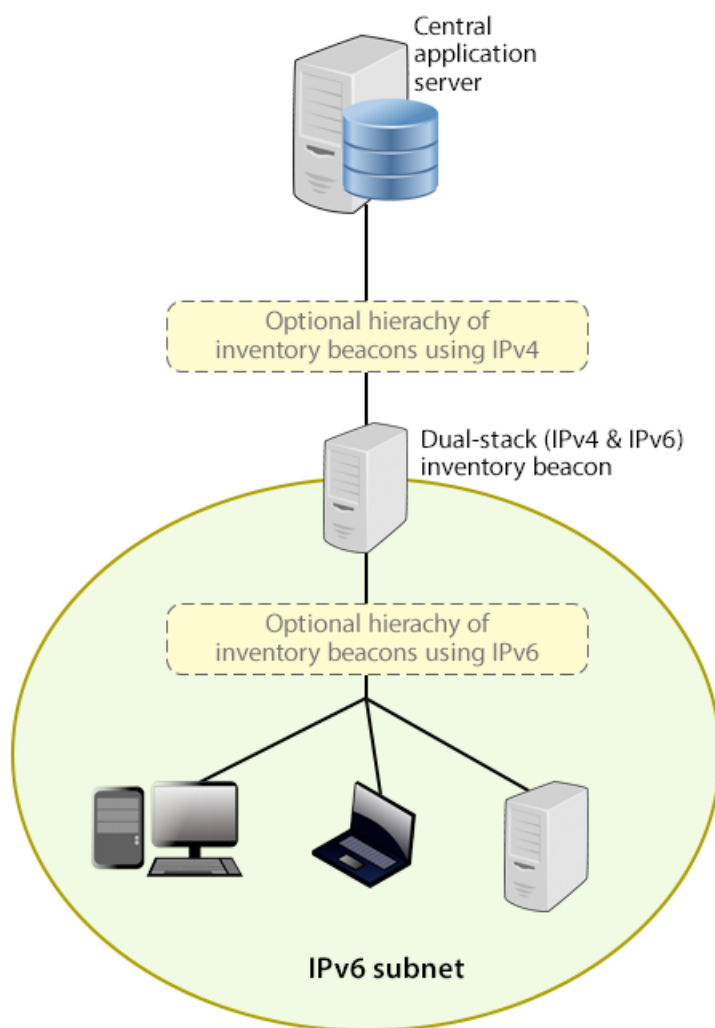 Central
application
server
Optional hierachy of
inventory beacons using IPv4
Dual-stack (IPv4 & IPv6)
inventory beacon
Optional hierachy of
inventory beacons using IPv6
IPv6 subnet